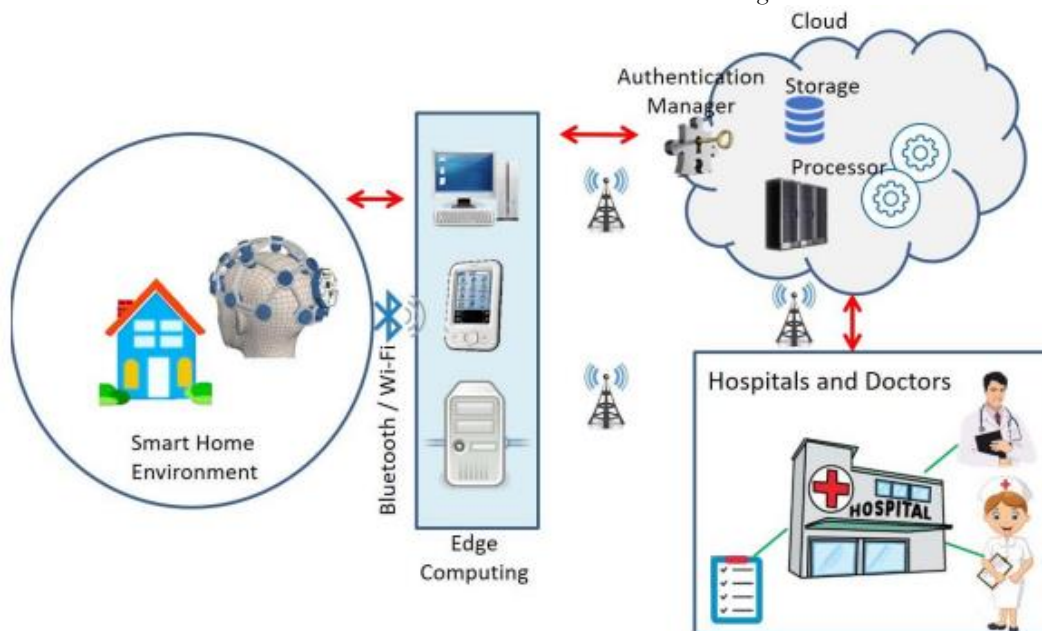 Cloud
Authentication
Manager
Storage
Processor
Bluetooth / Wi-Fi
Smart Home
Environment
Edge
Computing
Hospitals and Doctors
HOSPITAL